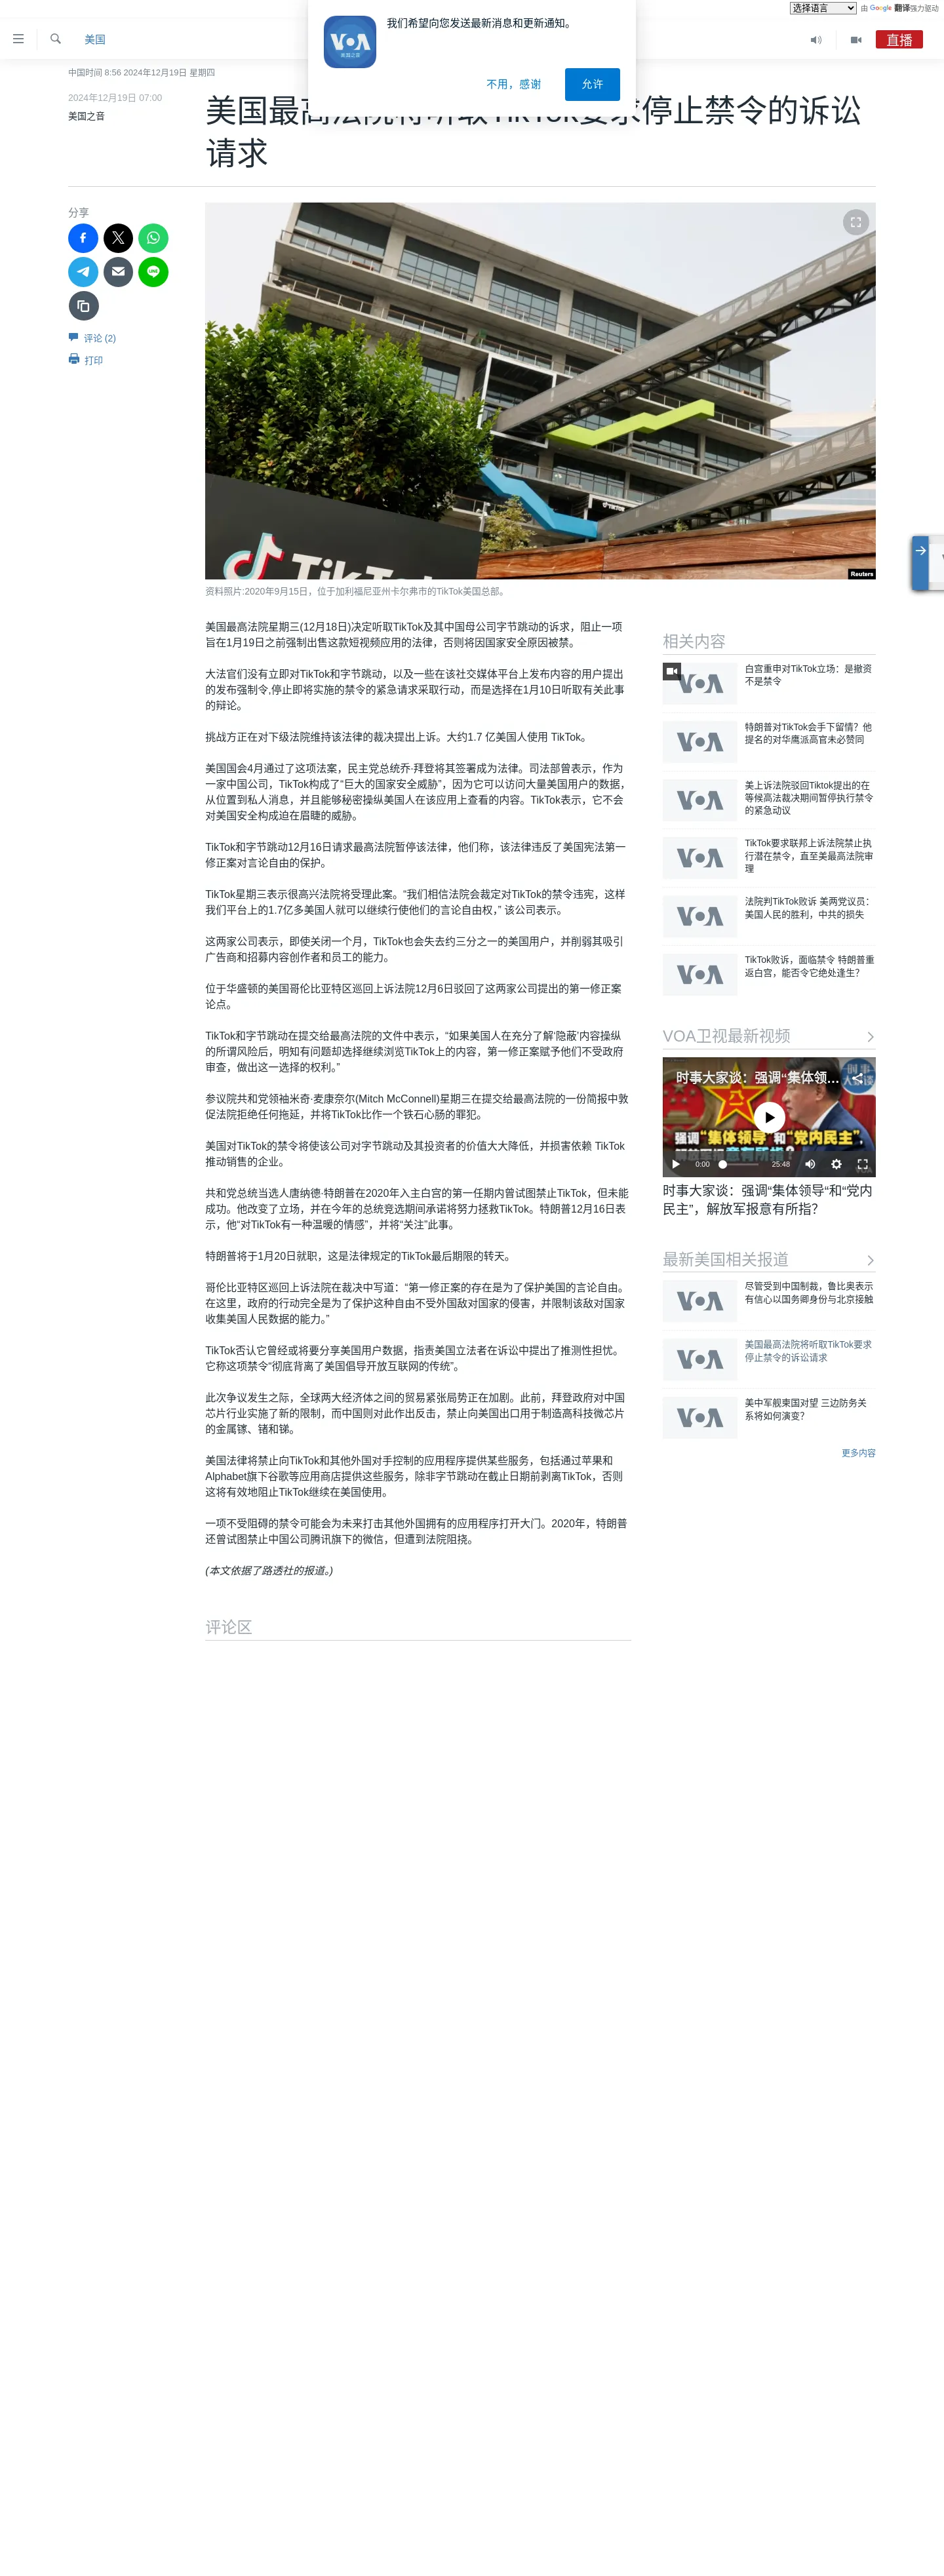 选择语言 由 Google 翻译强力驱动
美国
直播
我们希望向您发送最新消息和更新通知。
VOA
美国之音
不用，感谢
允许
中国时间 8:56 2024年12月19日 星期四
2024年12月19日 07:00
美国之音
美国最高法院将听取TikTok要求停止禁令的诉讼
请求
分享
评论 (2)
打印
TikTok
TikTok
Reuters
资料照片:2020年9月15日，位于加利福尼亚州卡尔弗市的TikTok美国总部。
美国最高法院星期三(12月18日)决定听取TikTok及其中国母公司字节跳动的诉求，阻止一项
旨在1月19日之前强制出售这款短视频应用的法律，否则将因国家安全原因被禁。
大法官们没有立即对TikTok和字节跳动，以及一些在该社交媒体平台上发布内容的用户提出
的发布强制令,停止即将实施的禁令的紧急请求采取行动，而是选择在1月10日听取有关此事
的辩论。
挑战方正在对下级法院维持该法律的裁决提出上诉。大约1.7 亿美国人使用 TikTok。
美国国会4月通过了这项法案，民主党总统乔·拜登将其签署成为法律。司法部曾表示，作为
一家中国公司，TikTok构成了“巨大的国家安全威胁”，因为它可以访问大量美国用户的数据，
从位置到私人消息，并且能够秘密操纵美国人在该应用上查看的内容。TikTok表示，它不会
对美国安全构成迫在眉睫的威胁。
TikTok和字节跳动12月16日请求最高法院暂停该法律，他们称，该法律违反了美国宪法第一
修正案对言论自由的保护。
TikTok星期三表示很高兴法院将受理此案。“我们相信法院会裁定对TikTok的禁令违宪，这样
我们平台上的1.7亿多美国人就可以继续行使他们的言论自由权，” 该公司表示。
这两家公司表示，即使关闭一个月，TikTok也会失去约三分之一的美国用户，并削弱其吸引
广告商和招募内容创作者和员工的能力。
位于华盛顿的美国哥伦比亚特区巡回上诉法院12月6日驳回了这两家公司提出的第一修正案
论点。
TikTok和字节跳动在提交给最高法院的文件中表示，“如果美国人在充分了解‘隐蔽’内容操纵
的所谓风险后，明知有问题却选择继续浏览TikTok上的内容，第一修正案赋予他们不受政府
审查，做出这一选择的权利。”
参议院共和党领袖米奇·麦康奈尔(Mitch McConnell)星期三在提交给最高法院的一份简报中敦
促法院拒绝任何拖延，并将TikTok比作一个铁石心肠的罪犯。
美国对TikTok的禁令将使该公司对字节跳动及其投资者的价值大大降低，并损害依赖 TikTok
推动销售的企业。
共和党总统当选人唐纳德·特朗普在2020年入主白宫的第一任期内曾试图禁止TikTok，但未能
成功。他改变了立场，并在今年的总统竞选期间承诺将努力拯救TikTok。特朗普12月16日表
示，他“对TikTok有一种温暖的情感”，并将“关注”此事。
特朗普将于1月20日就职，这是法律规定的TikTok最后期限的转天。
哥伦比亚特区巡回上诉法院在裁决中写道：“第一修正案的存在是为了保护美国的言论自由。
在这里，政府的行动完全是为了保护这种自由不受外国敌对国家的侵害，并限制该敌对国家
收集美国人民数据的能力。”
TikTok否认它曾经或将要分享美国用户数据，指责美国立法者在诉讼中提出了推测性担忧。
它称这项禁令“彻底背离了美国倡导开放互联网的传统”。
此次争议发生之际，全球两大经济体之间的贸易紧张局势正在加剧。此前，拜登政府对中国
芯片行业实施了新的限制，而中国则对此作出反击，禁止向美国出口用于制造高科技微芯片
的金属镓、锗和锑。
美国法律将禁止向TikTok和其他外国对手控制的应用程序提供某些服务，包括通过苹果和
Alphabet旗下谷歌等应用商店提供这些服务，除非字节跳动在截止日期前剥离TikTok，否则
这将有效地阻止TikTok继续在美国使用。
一项不受阻碍的禁令可能会为未来打击其他外国拥有的应用程序打开大门。2020年，特朗普
还曾试图禁止中国公司腾讯旗下的微信，但遭到法院阻挠。
(本文依据了路透社的报道。)
评论区
相关内容
VOA
白宫重申对TikTok立场：是撤资
不是禁令
VOA
特朗普对TikTok会手下留情？他
提名的对华鹰派高官未必赞同
VOA
美上诉法院驳回Tiktok提出的在
等候高法裁决期间暂停执行禁令
的紧急动议
VOA
TikTok要求联邦上诉法院禁止执
行潜在禁令，直至美最高法院审
理
VOA
法院判TikTok败诉 美两党议员：
美国人民的胜利，中共的损失
VOA
TikTok败诉，面临禁令 特朗普重
返白宫，能否令它绝处逢生？
VOA卫视最新视频
时事大家谈：强调“集体领...
强调“集体领导”和“党内民主”，
0:00 25:48
时事大家谈：强调“集体领导“和“党内
民主”，解放军报意有所指？
最新美国相关报道
VOA
尽管受到中国制裁，鲁比奥表示
有信心以国务卿身份与北京接触
VOA
美国最高法院将听取TikTok要求
停止禁令的诉讼请求
VOA
美中军舰柬国对望 三边防务关
系将如何演变？
更多内容